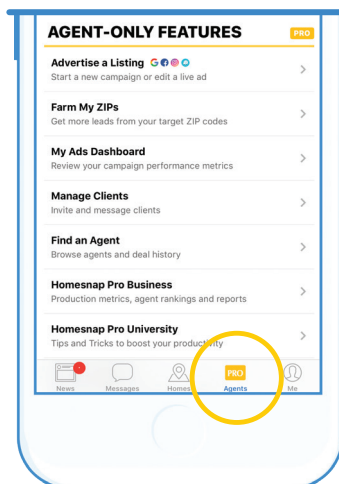 AGENT-ONLY FEATURES PRO
Advertise a Listing
Start a new campaign or edit a live ad
Farm My ZIPs
Get more leads from your target ZIP codes
My Ads Dashboard
Review your campaign performance metrics
Manage Clients
Invite and message clients
Find an Agent
Browse agents and deal history
Homesnap Pro Business
Production metrics, agent rankings and reports
Homesnap Pro University
Tips and Tricks to boost your productivity
PRO
News Messages Homes Agents Me